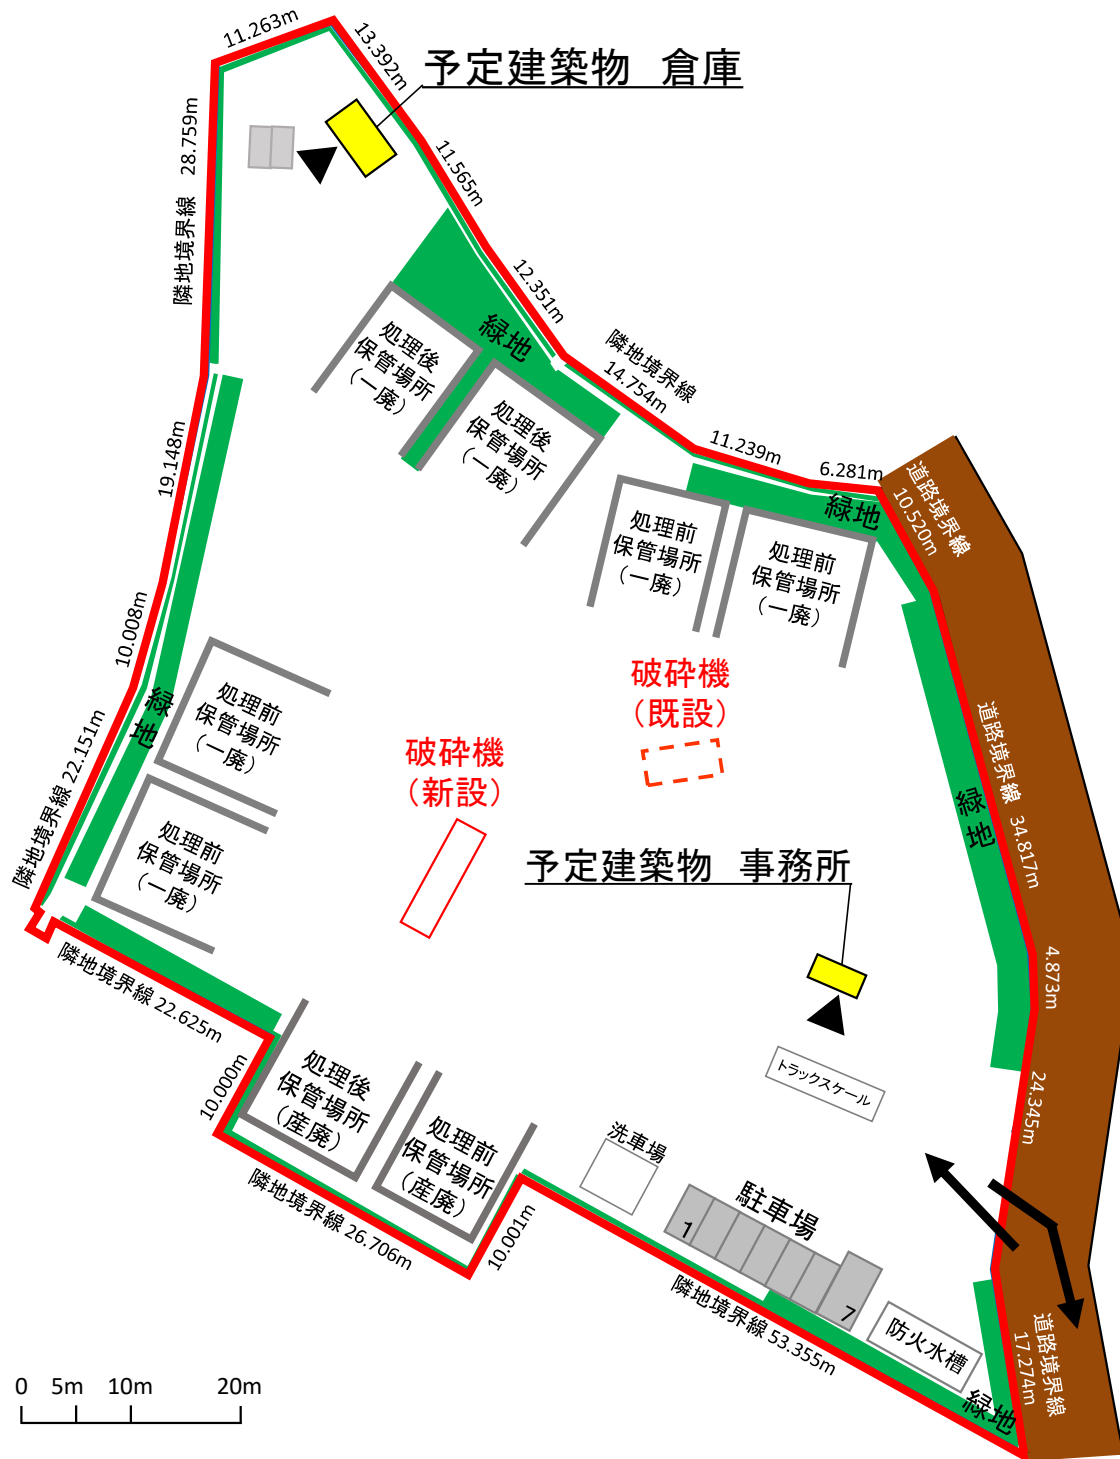 11.263m
13.392m
予定建築物　倉庫
28.759m
隣地境界線
11.565m
12.351m
緑地
処理後
保管場所
（一廃）
処理後
保管場所
（一廃）
隣地境界線
14.754m
11.239m
6.281m
道路境界線
10.520m
緑地
処理前
保管場所
（一廃）
処理前
保管場所
（一廃）
19.148m
10.008m
緑地
処理前
保管場所
（一廃）
隣地境界線 22.151m
処理前
保管場所
（一廃）
破砕機
（既設）
破砕機
（新設）
道路境界線 34.817m
緑地
予定建築物　事務所
4.873m
隣地境界線 22.625m
10.000m
処理後
保管場所
（産廃）
処理前
保管場所
（産廃）
隣地境界線 26.706m
10.001m
トラックスケール
24.345m
洗車場
駐車場
1
7
隣地境界線 53.355m
防火水槽
緑地
道路境界線
17.274m
0 5m 10m 20m